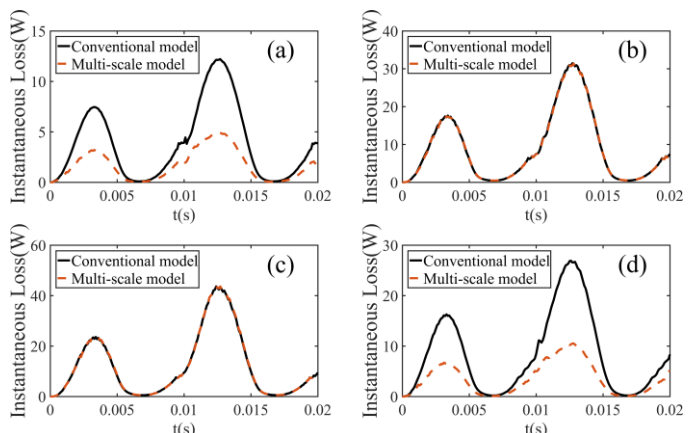 15
10
5
0
Instantaneous Loss(W)
Conventional model
Multi-scale model
(a)
0 0.005 0.01 0.015 0.02
t(s)
40
30
20
10
0
Instantaneous Loss(W)
Conventional model
Multi-scale model
(b)
0 0.005 0.01 0.015 0.02
t(s)
60
40
20
0
Instantaneous Loss(W)
Conventional model
Multi-scale model
(c)
0 0.005 0.01 0.015 0.02
t(s)
30
20
10
0
Instantaneous Loss(W)
Conventional model
Multi-scale model
(d)
0 0.005 0.01 0.015 0.02
t(s)